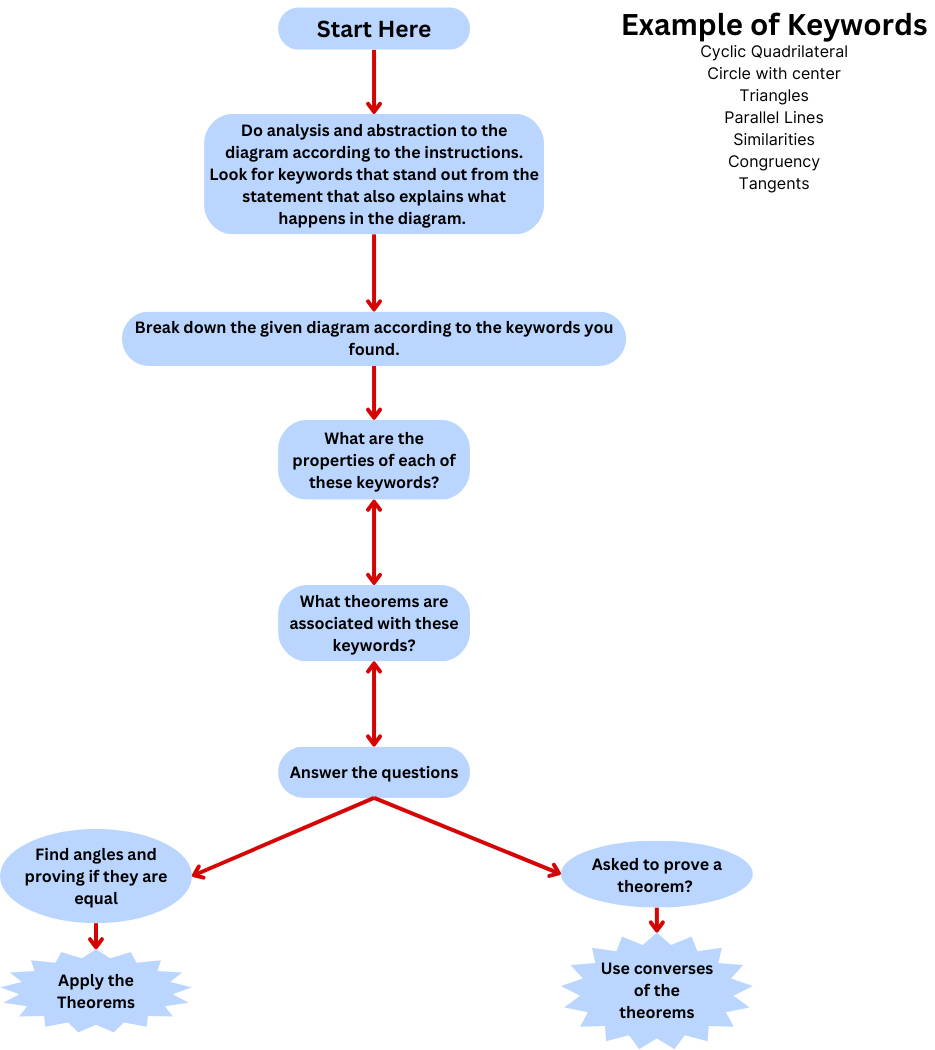 Start Here
Example of Keywords
Cyclic Quadrilateral
Circle with center
Triangles
Parallel Lines
Similarities
Congruency
Tangents
Do analysis and abstraction to the
diagram according to the instructions.
Look for keywords that stand out from the
statement that also explains what
happens in the diagram.
Break down the given diagram according to the keywords you
found.
What are the
properties of each of
these keywords?
What theorems are
associated with these
keywords?
Answer the questions
Find angles and
proving if they are
equal
Asked to prove a
theorem?
Apply the
Theorems
Use converses
of the
theorems